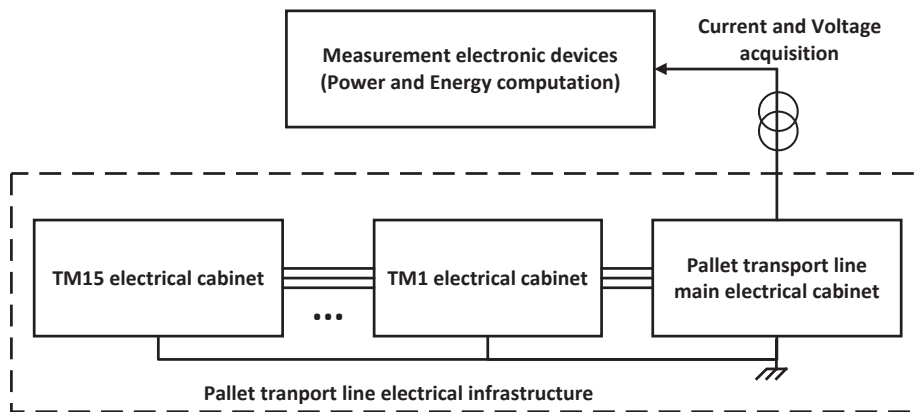 Current and Voltage
acquisition
Measurement electronic devices
(Power and Energy computation)
TM15 electrical cabinet
...
TM1 electrical cabinet
Pallet transport line
main electrical cabinet
Pallet tranport line electrical infrastructure